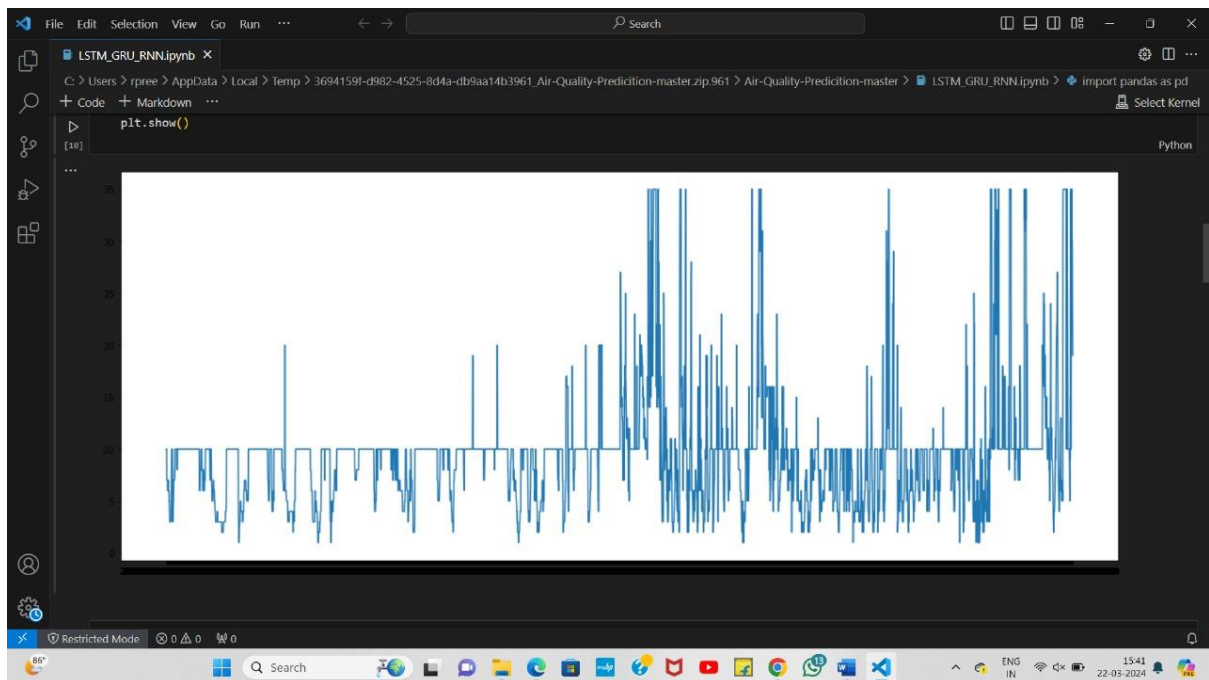 File Edit Selection View Go Run ··· Search
LSTM_GRU_RNN.ipynb
C: > Users > rpree > AppData > Local > Temp > 3694159f-d982-4525-8d4a-db9aa14b3961_Air-Quality-Predicition-master.zip.961 > Air-Quality-Predicition-master > LSTM_GRU_RNN.ipynb > import pandas as pd
+ Code + Markdown ··· Select Kernel
plt.show()
[10] Python
35
30
25
20
15
10
5
0
Restricted Mode 0 0 0
86°
Search
13
ENG
IN
15:41
22-03-2024